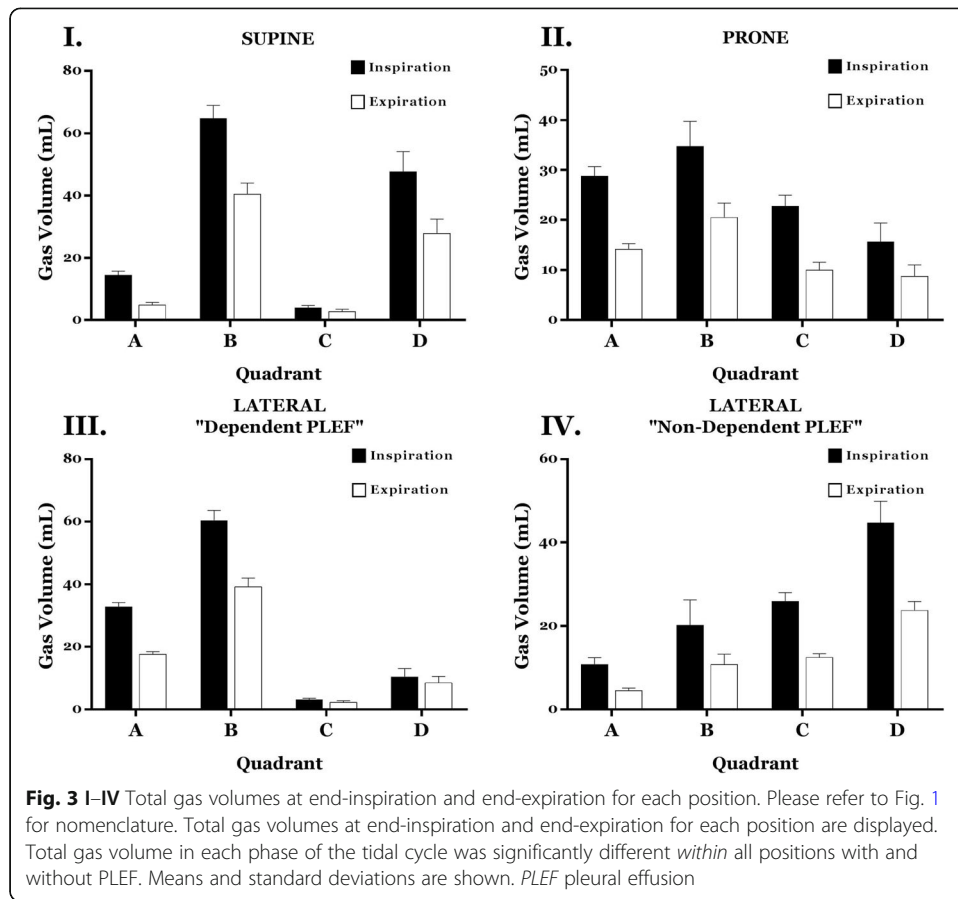 I.
SUPINE
Inspiration
Expiration
Gas Volume (mL)
80
60
40
20
0
A B C D
Quadrant
II.
PRONE
Inspiration
Expiration
Gas Volume (mL)
50
40
30
20
10
0
A B C D
Quadrant
III.
LATERAL
"Dependent PLEF"
Inspiration
Expiration
Gas Volume (mL)
80
60
40
20
0
A B C D
Quadrant
IV.
LATERAL
"Non-Dependent PLEF"
Inspiration
Expiration
Gas Volume (mL)
60
40
20
0
A B C D
Quadrant
Fig. 3 I–IV Total gas volumes at end-inspiration and end-expiration for each position. Please refer to Fig. 1
for nomenclature. Total gas volumes at end-inspiration and end-expiration for each position are displayed.
Total gas volume in each phase of the tidal cycle was significantly different within all positions with and
without PLEF. Means and standard deviations are shown. PLEF pleural effusion